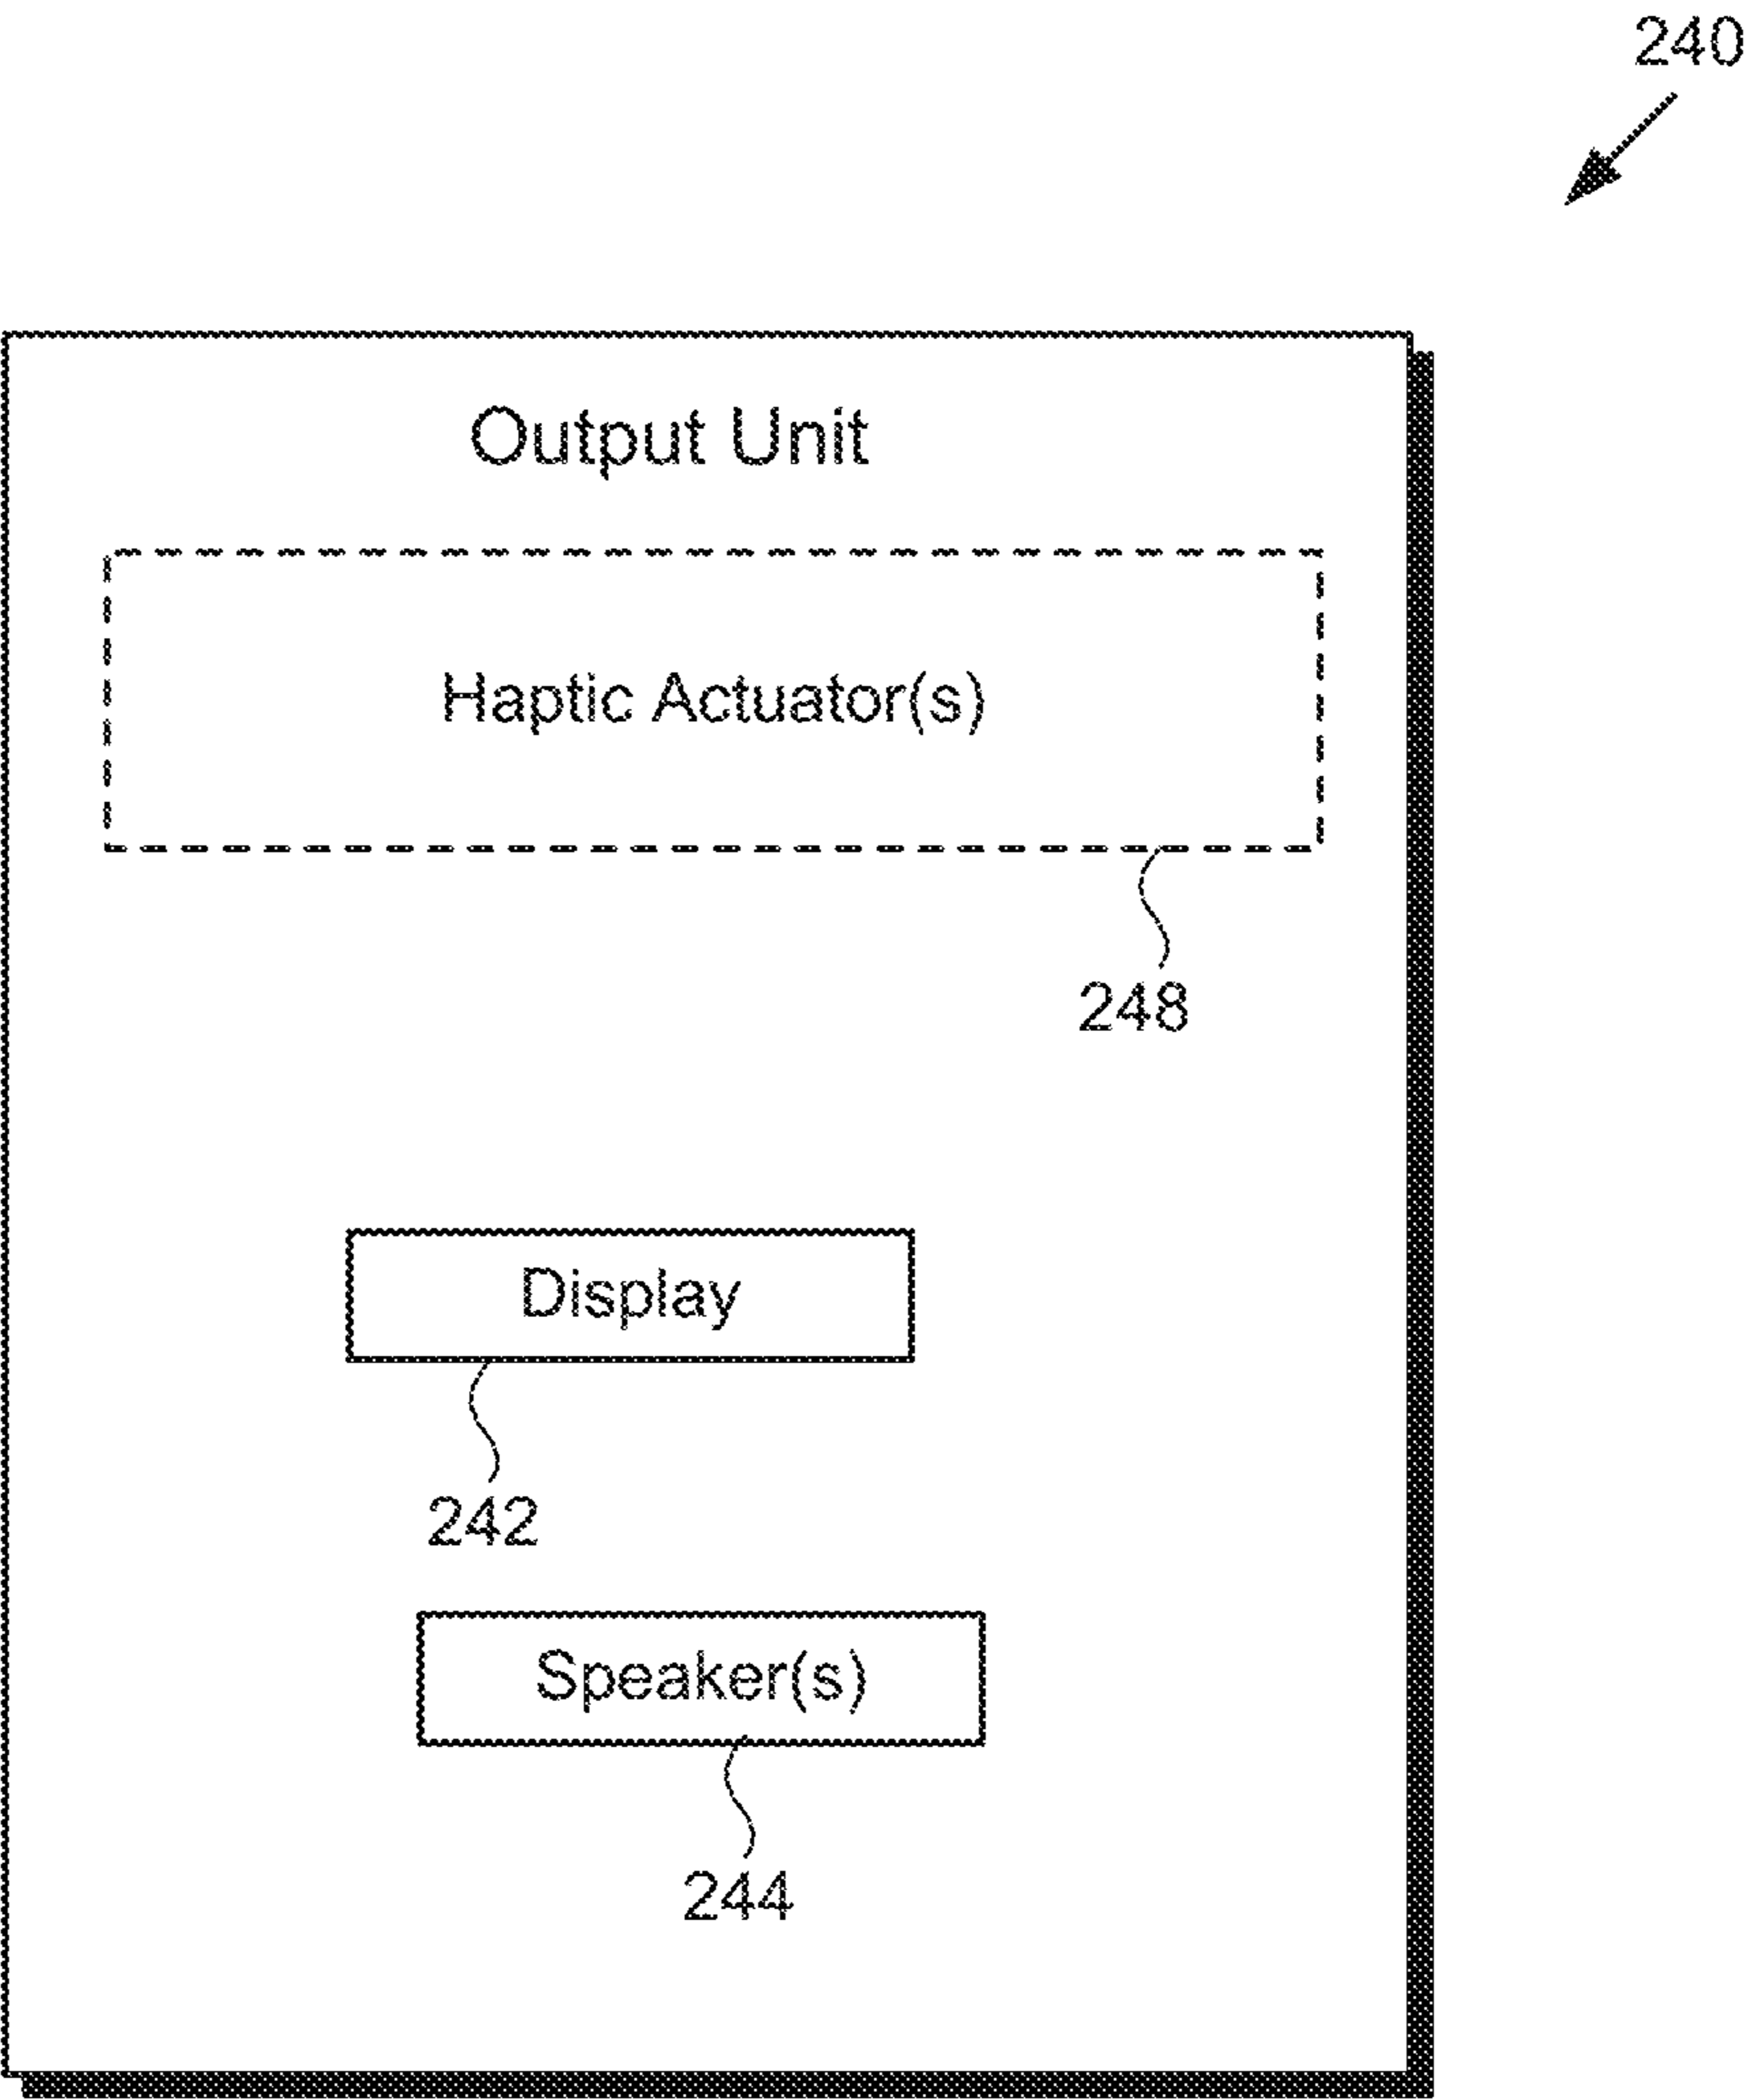 240
Output Unit
Haptic Actuator(s)
248
Display
242
Speaker(s)
244